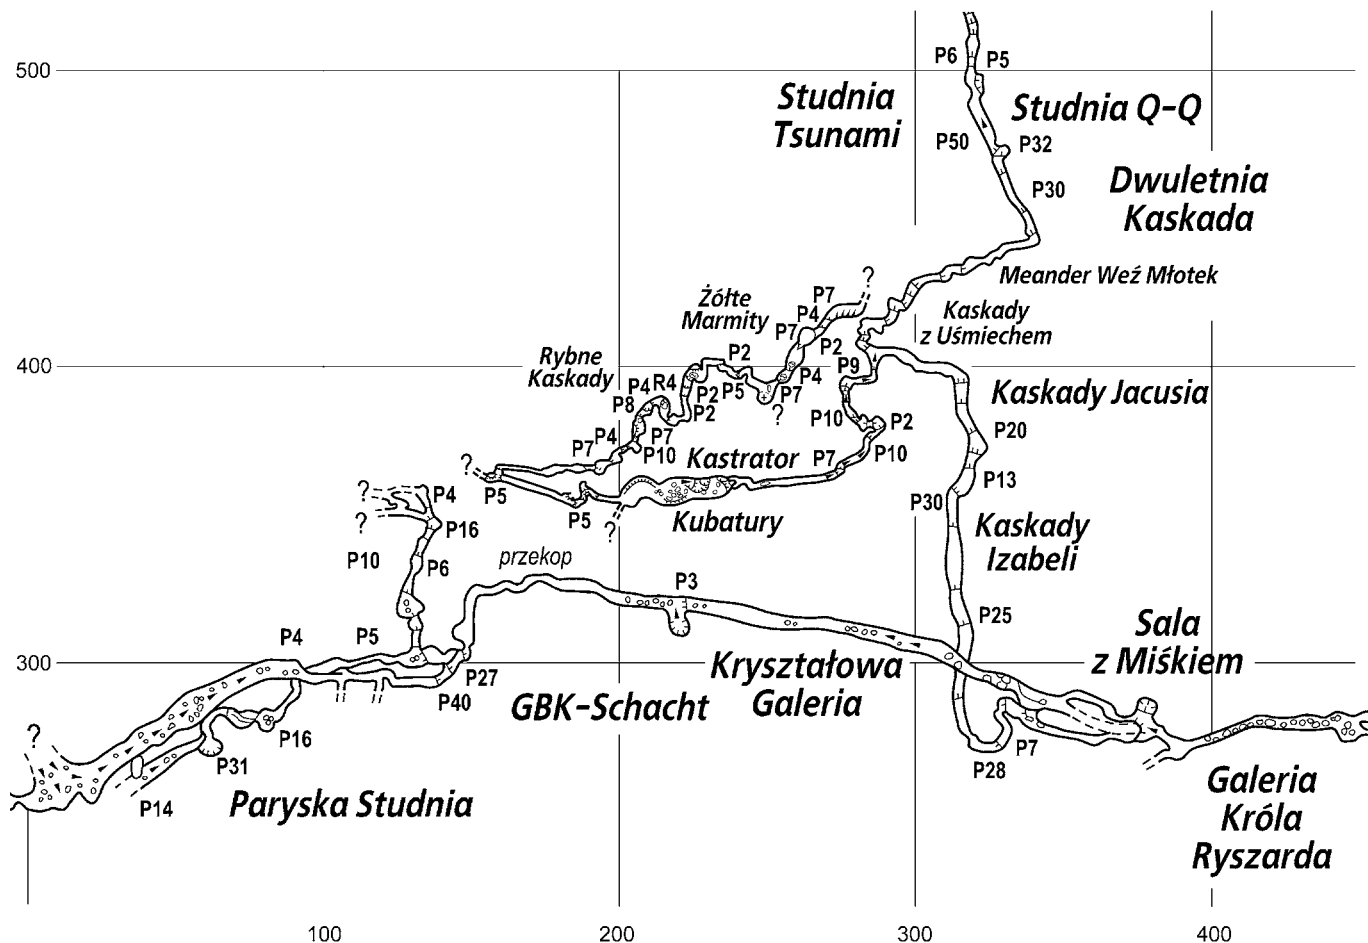 P6
P5
500
Studnia
Tsunami
Studnia Q-Q
P50
P32
P30
Dwuletnia
Kaskada
?
Meander Weź Młotek
Żółte
Marmity
P7
P4
P7
P2
Kaskady
z Uśmiechem
400
Rybne
Kaskady
P2
P4
P9
P4
R4
P5
P7
P2
P8
P2
?
Kaskady Jacusia
P10
P2
P4
P7
P7
P10
P20
?
Kastrator
P7
P10
P5
P13
?
P4
P30
P5
Kubatury
?
P16
?
Kaskady
Izabeli
P10
P6
przekop
P3
P25
P4
P5
Sala
z Miśkiem
300
P27
Kryształowa
Galeria
P40
GBK-Schacht
?
P16
P7
P31
P28
P14
Paryska Studnia
Galeria
Króla
Ryszarda
100
200
300
400